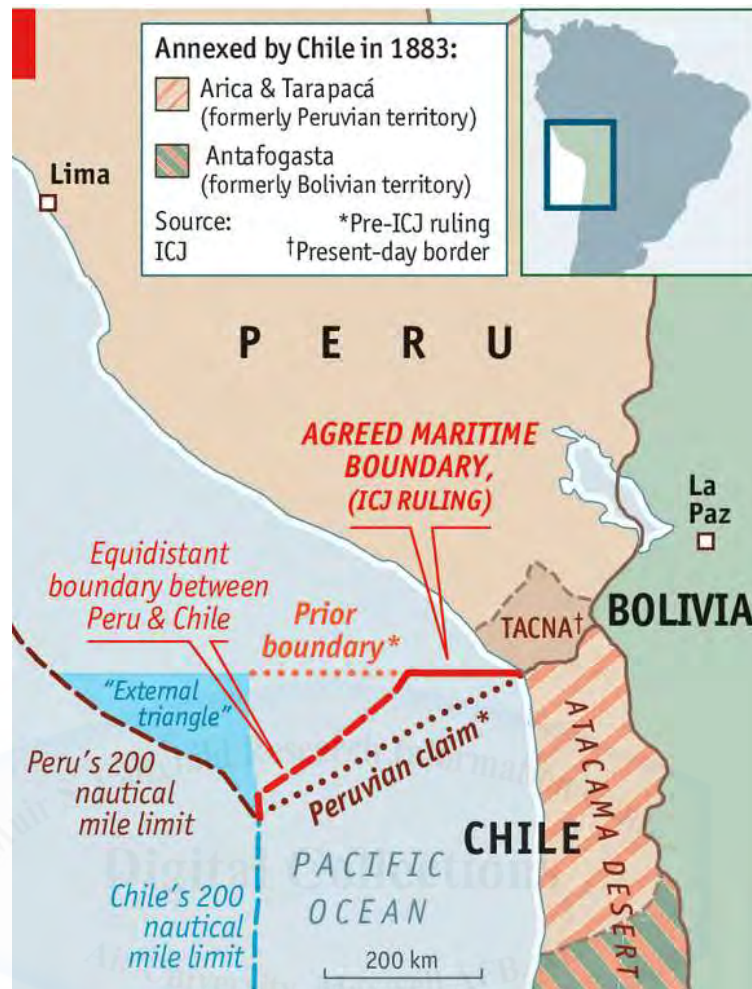 Annexed by Chile in 1883:
Arica & Tarapacá
(formerly Peruvian territory)
Antafogasta
(formerly Bolivian territory)
Source:
ICJ
*Pre-ICJ ruling
†Present-day border
Lima
PERU
AGREED MARITIME
BOUNDARY,
(ICJ RULING)
La
Paz
Equidistant
boundary between
Peru & Chile
Prior
boundary*
TACNA†
BOLIVIA
"External
triangle"
Peru's 200
nautical
mile limit
Peruvian claim*
ATACAMA DESERT
CHILE
PACIFIC
OCEAN
Chile's 200
nautical
mile limit
200 km
Digital Collection